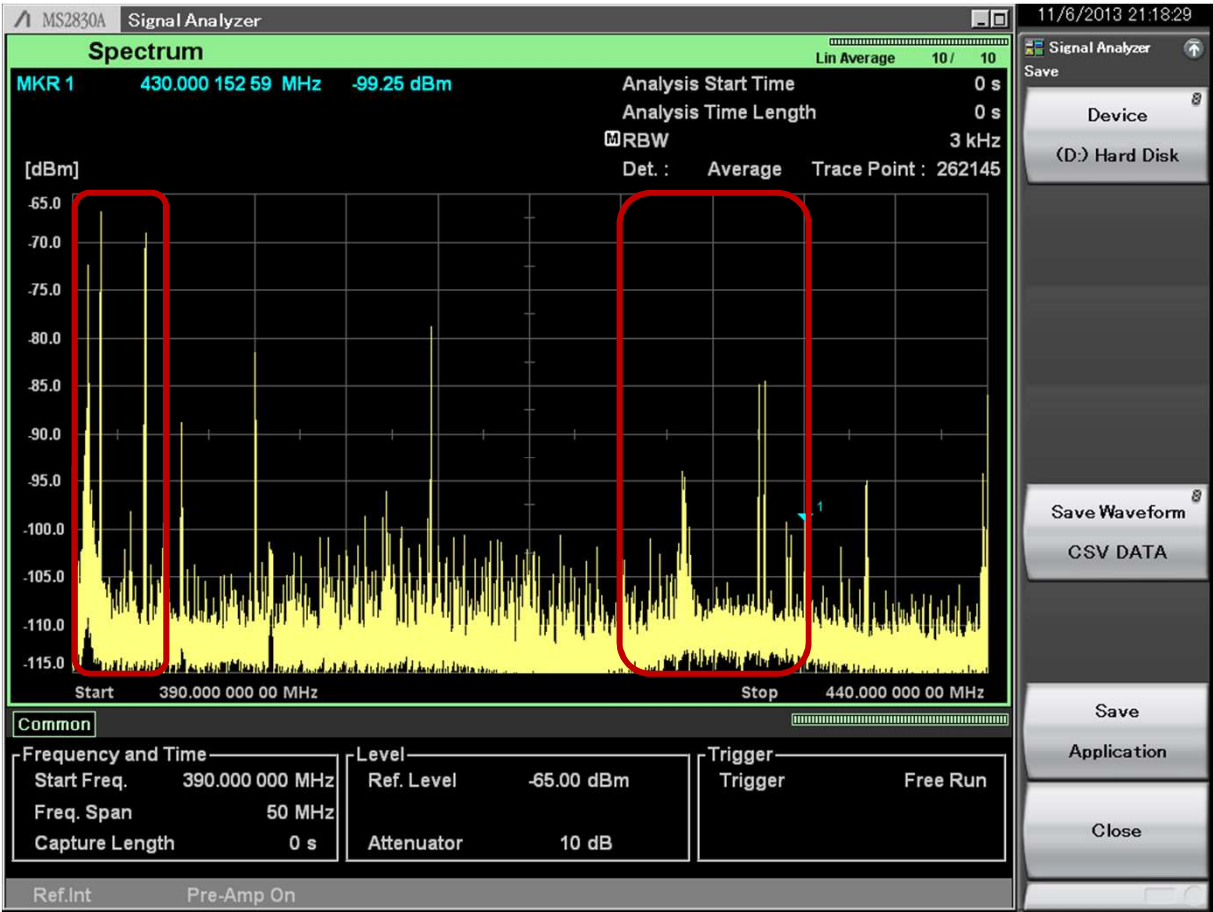 MS2830A Signal Analyzer
11/6/2013 21:18:29
Spectrum
Lin Average 10/ 10
MKR 1 430.000 152 59 MHz -99.25 dBm
Analysis Start Time 0 s
Analysis Time Length 0 s
M RBW 3 kHz
[dBm]
Det. : Average Trace Point : 262145
-65.0
-70.0
-75.0
-80.0
-85.0
-90.0
-95.0
-100.0
-105.0
-110.0
-115.0
1
Start 390.000 000 00 MHz
Stop 440.000 000 00 MHz
Common
Frequency and Time
Start Freq. 390.000 000 MHz
Freq. Span 50 MHz
Capture Length 0 s
Level
Ref. Level -65.00 dBm
Attenuator 10 dB
Trigger
Trigger Free Run
Ref.Int Pre-Amp On
Signal Analyzer
Save
Device
(D:) Hard Disk
Save Waveform
CSV DATA
Save
Application
Close